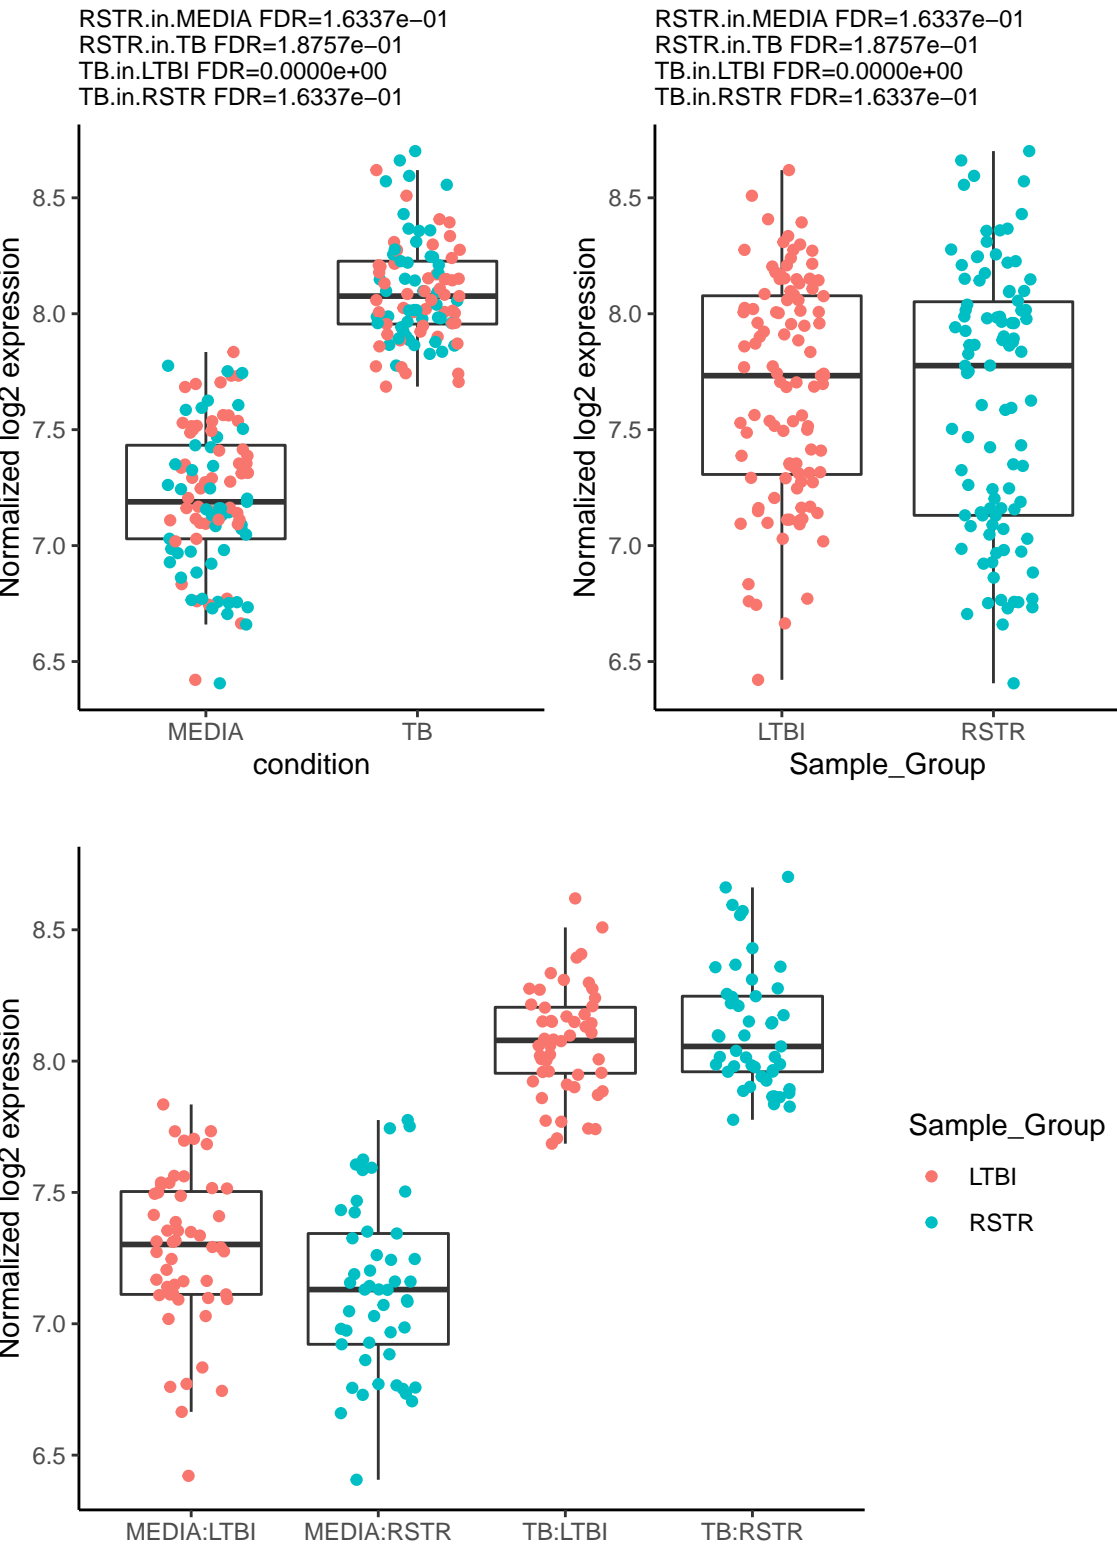 RSTR.in.MEDIA FDR=1.6337e−01
RSTR.in.TB FDR=1.8757e−01
TB.in.LTBI FDR=0.0000e+00
TB.in.RSTR FDR=1.6337e−01
Normalized log2 expression
8.5
8.0
7.5
7.0
6.5
MEDIA
TB
condition
RSTR.in.MEDIA FDR=1.6337e−01
RSTR.in.TB FDR=1.8757e−01
TB.in.LTBI FDR=0.0000e+00
TB.in.RSTR FDR=1.6337e−01
Normalized log2 expression
8.5
8.0
7.5
7.0
6.5
LTBI
RSTR
Sample_Group
Normalized log2 expression
8.5
8.0
7.5
7.0
6.5
MEDIA:LTBI
MEDIA:RSTR
TB:LTBI
TB:RSTR
Sample_Group
LTBI
RSTR